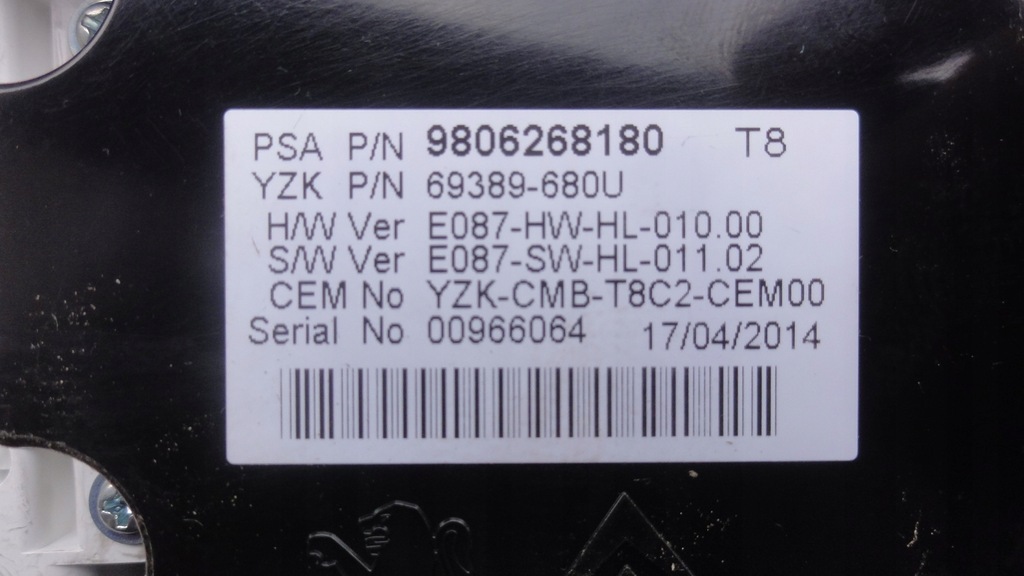 PSA P/N 9806268180 T8
YZK P/N 69389-680U
H/W Ver E087-HW-HL-010.00
S/W Ver E087-SW-HL-011.02
CEM No YZK-CMB-T8C2-CEM00
Serial No 00966064 17/04/2014